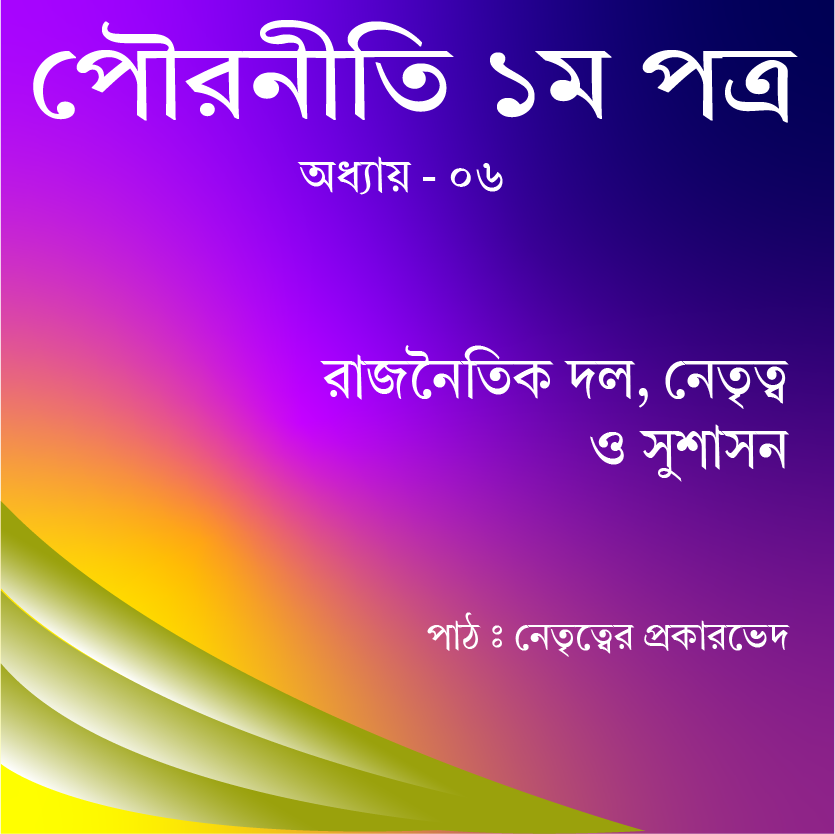 পৌরনীতি ১ম পত্র
অধ্যায় - ০৬
রাজনৈতিক দল, নেতৃত্ব
ও সুশাসন
পাঠ ঃ নেতৃত্বের প্রকারভেদ